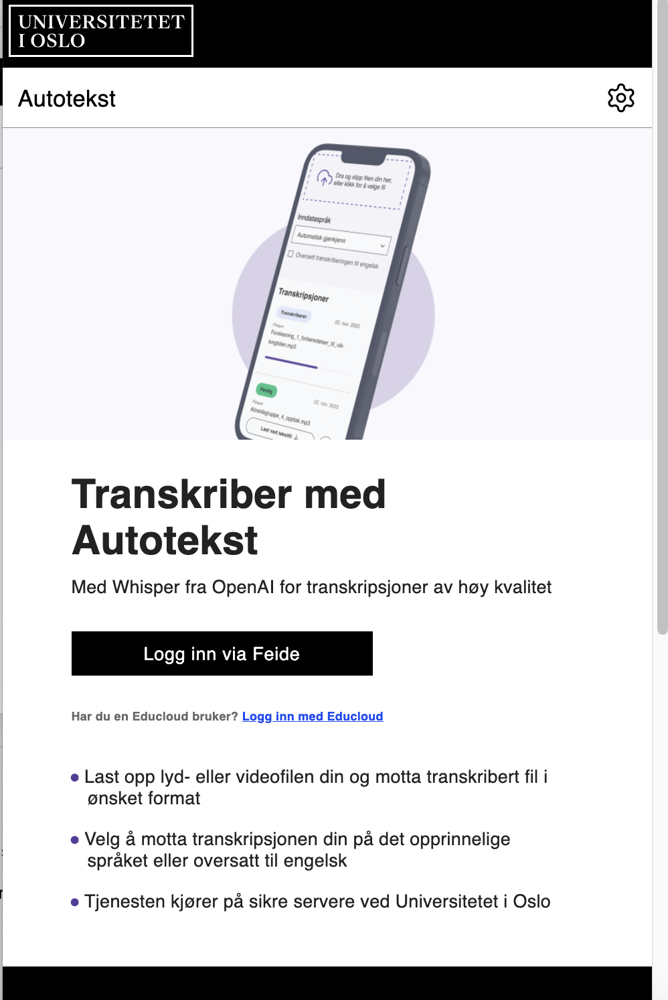 UNIVERSITETET
I OSLO
Autotekst
Dra og slipp filen din her,
eller klikk for å velge fil
Inndataspråk
Automatisk gjenkjenn
Oversett transkriberingen til engelsk
Transkripsjoner
Transkriberer
22. nov. 2022
Filnavn
Forelesning_1_forberedelser_til_vik-
kingtiden.mp3
Ferdig
22. nov. 2022
Filnavn
Abreidsgruppe_4_opptak.mp3
Last ned tekstfil
Transkriber med
Autotekst
Med Whisper fra OpenAI for transkripsjoner av høy kvalitet
Logg inn via Feide
Har du en Educloud bruker? Logg inn med Educloud
Last opp lyd- eller videofilen din og motta transkribert fil i
ønsket format
Velg å motta transkripsjonen din på det opprinnelige
språket eller oversatt til engelsk
Tjenesten kjører på sikre servere ved Universitetet i Oslo